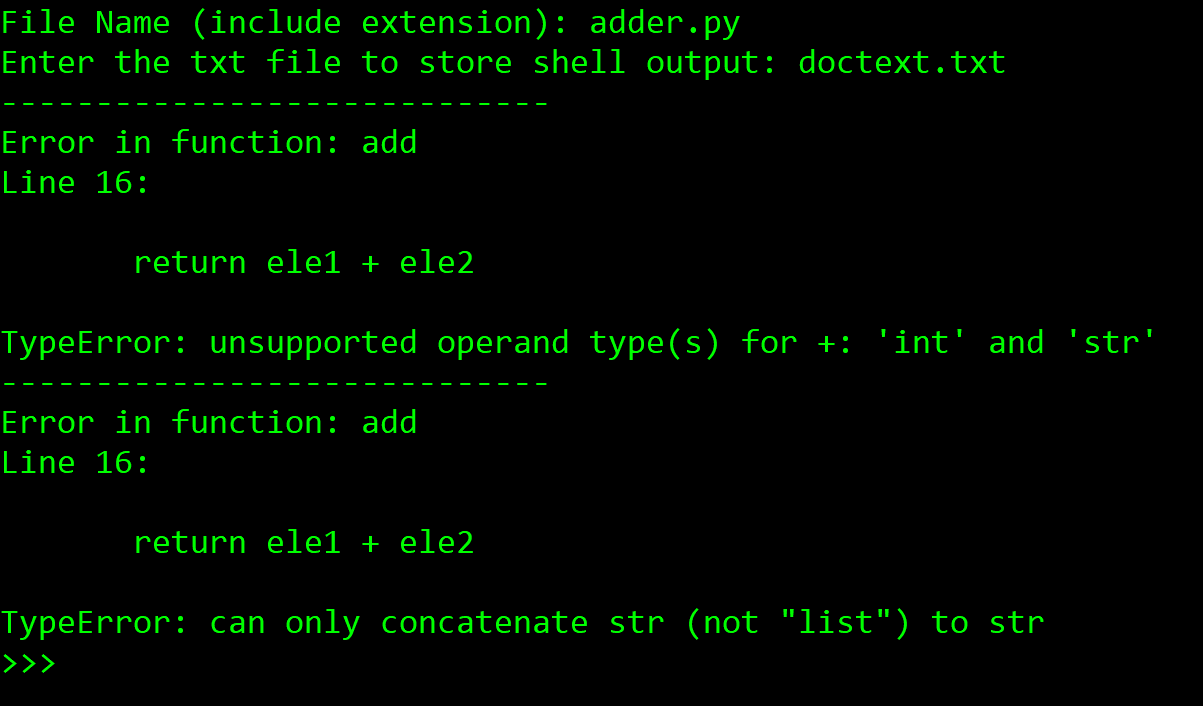 File Name (include extension): adder.py
Enter the txt file to store shell output: doctext.txt
-----------------------------
Error in function: add
Line 16:
return ele1 + ele2
TypeError: unsupported operand type(s) for +: 'int' and 'str'
-----------------------------
Error in function: add
Line 16:
return ele1 + ele2
TypeError: can only concatenate str (not "list") to str
>>>